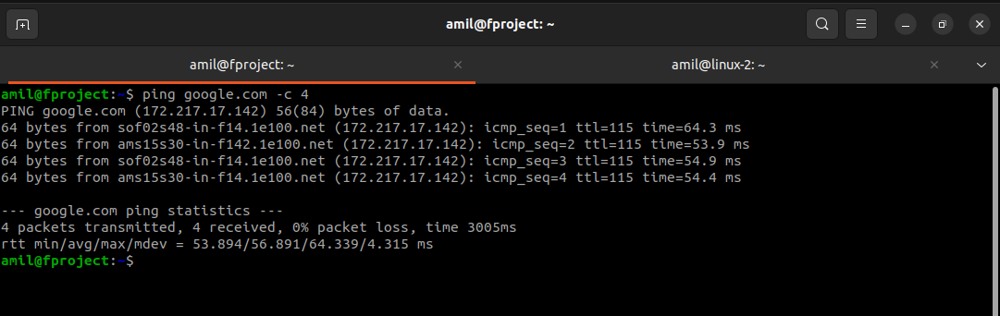 amil@fproject: ~
amil@fproject: ~
amil@linux-2: ~
amil@fproject:~$ ping google.com -c 4
PING google.com (172.217.17.142) 56(84) bytes of data.
64 bytes from sof02s48-in-f14.1e100.net (172.217.17.142): icmp_seq=1 ttl=115 time=64.3 ms
64 bytes from ams15s30-in-f142.1e100.net (172.217.17.142): icmp_seq=2 ttl=115 time=53.9 ms
64 bytes from sof02s48-in-f14.1e100.net (172.217.17.142): icmp_seq=3 ttl=115 time=54.9 ms
64 bytes from ams15s30-in-f14.1e100.net (172.217.17.142): icmp_seq=4 ttl=115 time=54.4 ms
--- google.com ping statistics ---
4 packets transmitted, 4 received, 0% packet loss, time 3005ms
rtt min/avg/max/mdev = 53.894/56.891/64.339/4.315 ms
amil@fproject:~$